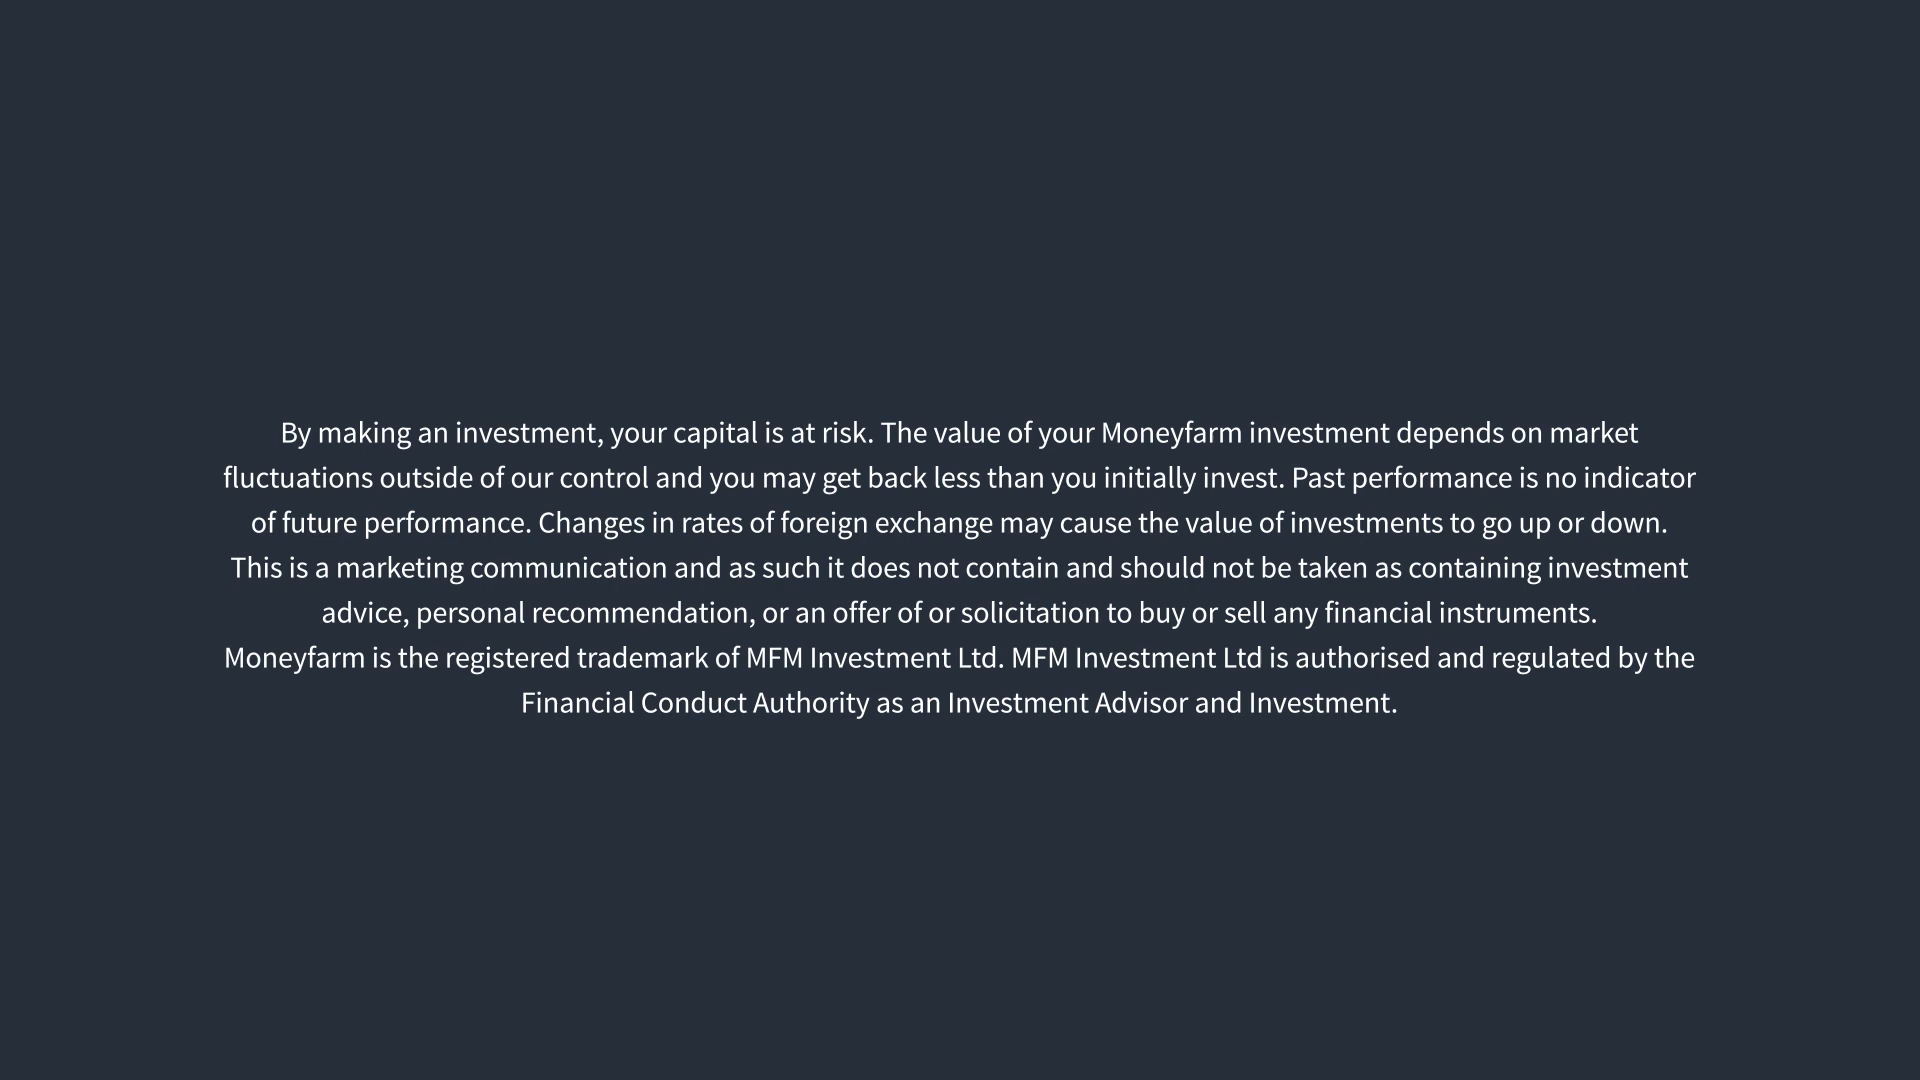 By making an investment, your capital is at risk. The value of your Moneyfarm investment depends on market
fluctuations outside of our control and you may get back less than you initially invest. Past performance is no indicator
of future performance. Changes in rates of foreign exchange may cause the value of investments to go up or down.
This is a marketing communication and as such it does not contain and should not be taken as containing investment
advice, personal recommendation, or an offer of or solicitation to buy or sell any financial instruments.
Moneyfarm is the registered trademark of MFM Investment Ltd. MFM Investment Ltd is authorised and regulated by the
Financial Conduct Authority as an Investment Advisor and Investment.